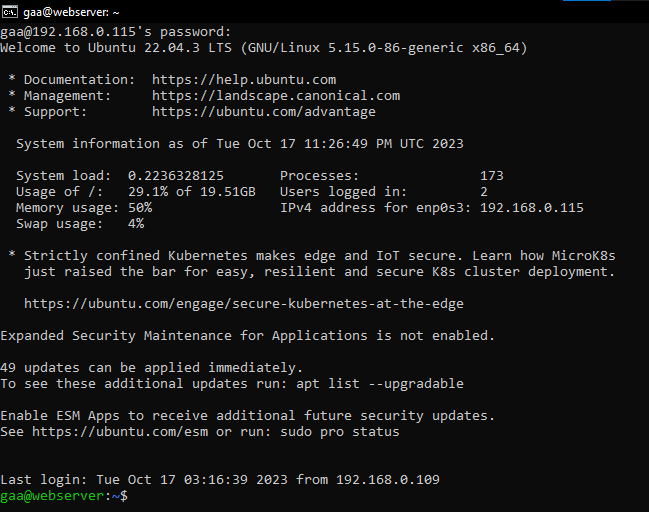 gaa@webserver: ~
gaa@192.168.0.115's password:
Welcome to Ubuntu 22.04.3 LTS (GNU/Linux 5.15.0-86-generic x86_64)
* Documentation:  https://help.ubuntu.com
* Management:     https://landscape.canonical.com
* Support:        https://ubuntu.com/advantage
System information as of Tue Oct 17 11:26:49 PM UTC 2023
System load:  0.2236328125       Processes:               173
Usage of /:   29.1% of 19.51GB   Users logged in:         2
Memory usage: 50%                IPv4 address for enp0s3: 192.168.0.115
Swap usage:   4%
* Strictly confined Kubernetes makes edge and IoT secure. Learn how MicroK8s
just raised the bar for easy, resilient and secure K8s cluster deployment.
https://ubuntu.com/engage/secure-kubernetes-at-the-edge
Expanded Security Maintenance for Applications is not enabled.
49 updates can be applied immediately.
To see these additional updates run: apt list --upgradable
Enable ESM Apps to receive additional future security updates.
See https://ubuntu.com/esm or run: sudo pro status
Last login: Tue Oct 17 03:16:39 2023 from 192.168.0.109
gaa@webserver:~$